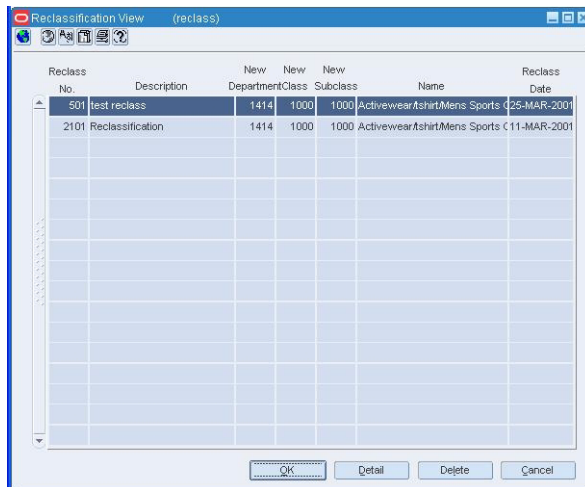 Reclassification View (reclass)
Reclass No. Description New Department New Class New Subclass Name Reclass Date
501 test reclass 1414 1000 1000 Activewear/tshirt/Mens Sports C 25-MAR-2001
2101 Reclassification 1414 1000 1000 Activewear/tshirt/Mens Sports C 11-MAR-2001
OK Detail Delete Cancel